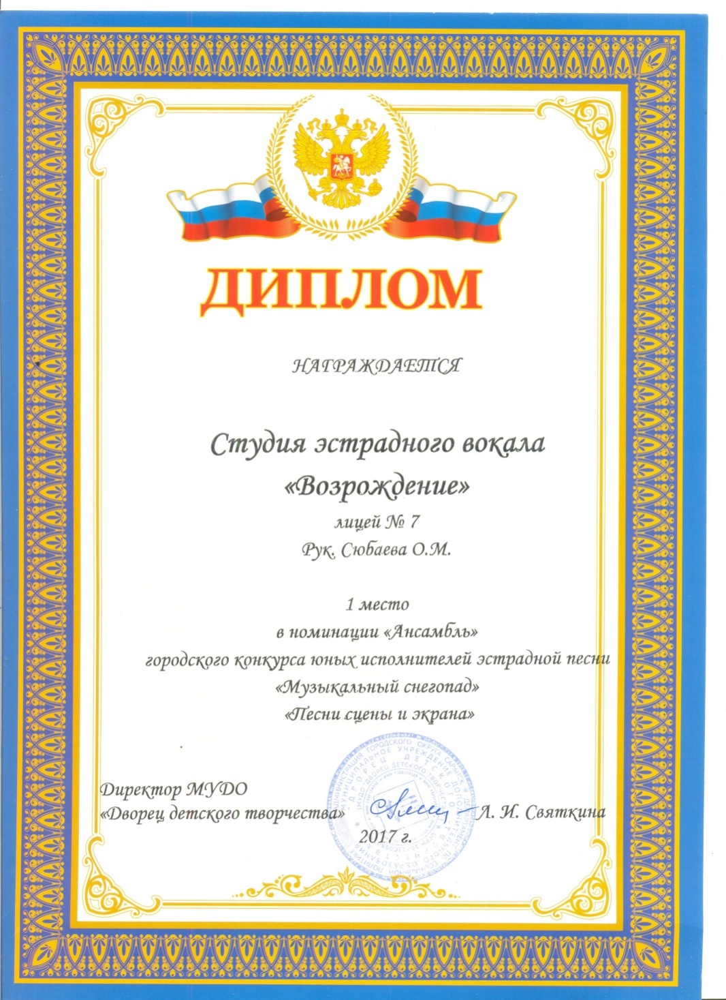 ДИПЛОМ
НАГРАЖДАЕТСЯ
Студия эстрадного вокала
«Возрождение»
лицей № 7
Рук. Сюбаева О.М.
1 место
в номинации «Ансамбль»
городского конкурса юных исполнителей эстрадной песни
«Музыкальный снегопад»
«Песни сцены и экрана»
Директор МУДО
«Дворец детского творчества» Л. И. Святкина
2017 г.